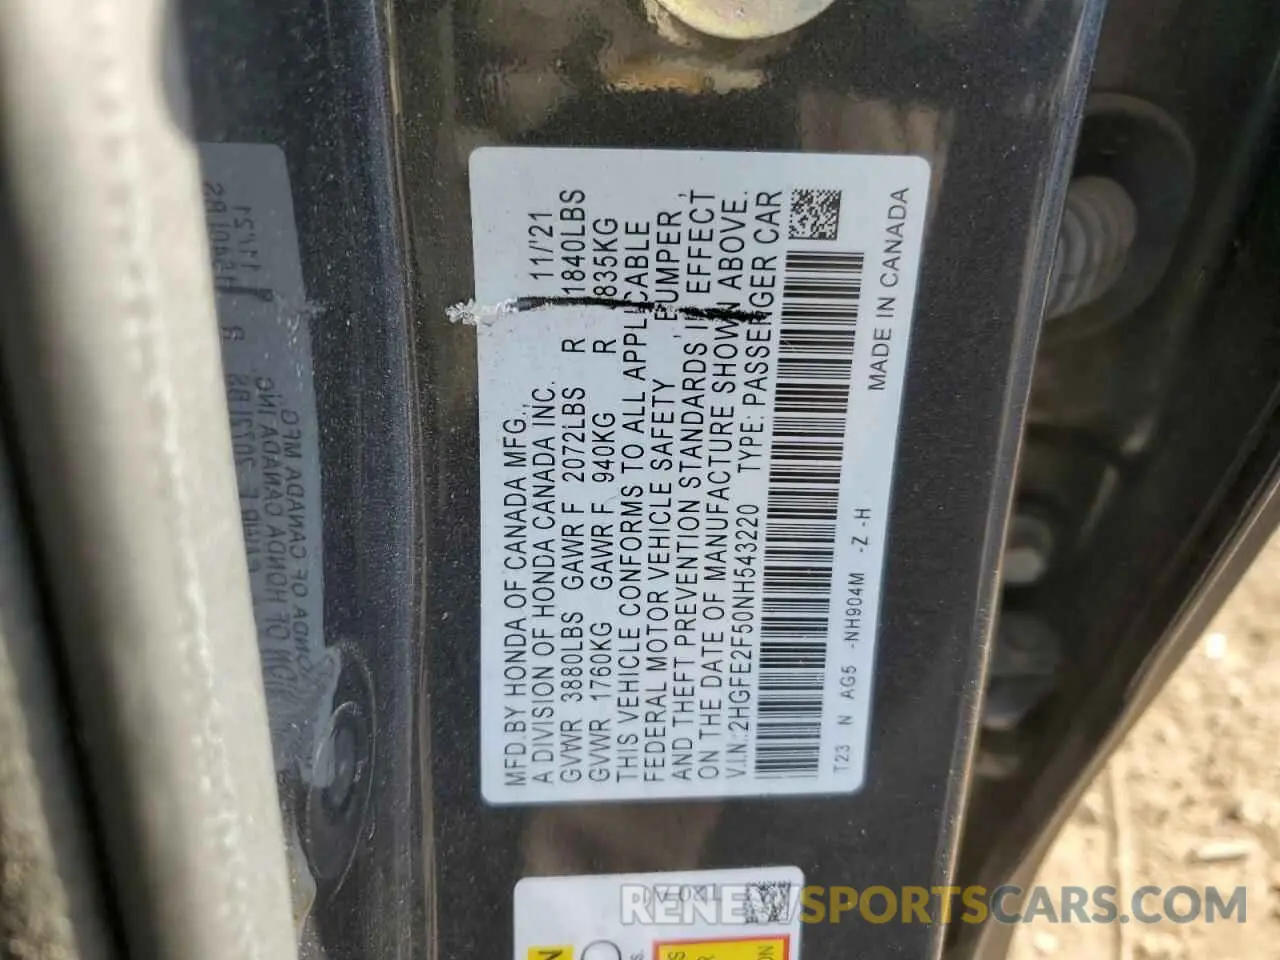 MFD. BY HONDA OF CANADA MFG.,
A DIVISION OF HONDA CANADA INC. 11/'21
GVWR 3880LBS GAWR F 2072LBS R 1840LBS
GVWR 1760KG GAWR F 940KG R 835KG
THIS VEHICLE CONFORMS TO ALL APPLICABLE
FEDERAL MOTOR VEHICLE SAFETY , BUMPER ,
AND THEFT PREVENTION STANDARDS IN EFFECT
ON THE DATE OF MANUFACTURE SHOWN ABOVE.
V.I.N.:2HGFE2F50NH543220 TYPE: PASSENGER CAR
T23 N AG5 -NH904M -Z -H
MADE IN CANADA
RENEWSPORTSCARS.COM